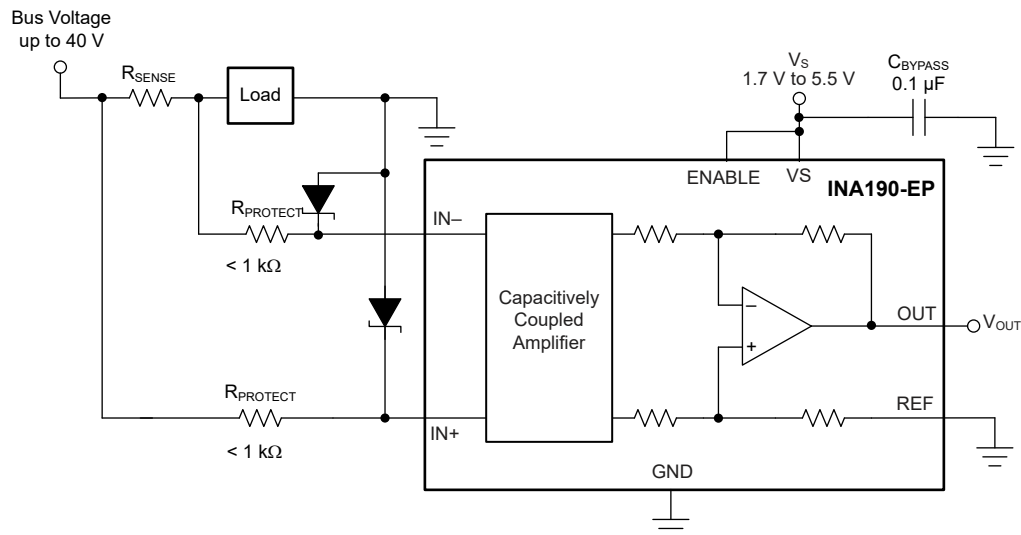 Bus Voltage
up to 40 V
RSENSE
Load
VS
1.7 V to 5.5 V
CBYPASS
0.1 µF
ENABLE
VS
INA190-EP
RPROTECT
< 1 kΩ
IN–
Capacitively
Coupled
Amplifier
–
+
OUT
VOUT
RPROTECT
< 1 kΩ
IN+
REF
GND